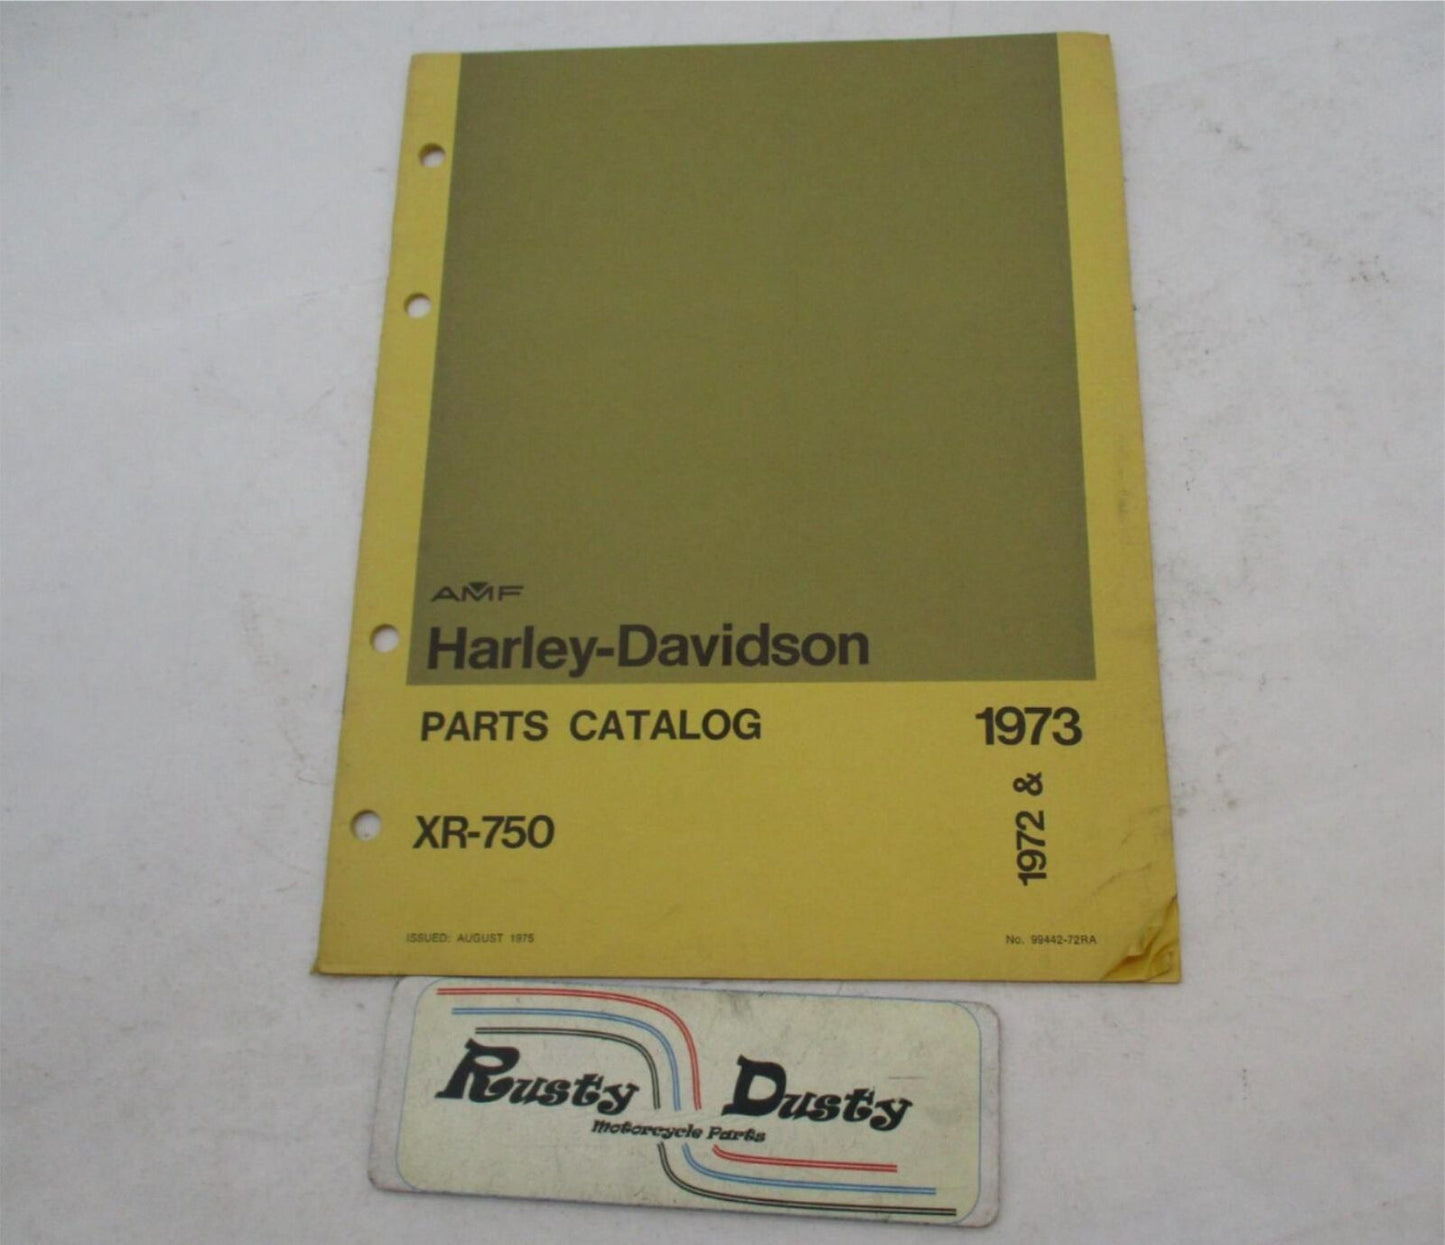 AMF
Harley-Davidson
PARTS CATALOG
1973
1972 &
XR-750
ISSUED: AUGUST 1975
No. 99442-72RA
Rusty Dusty
Motorcycle Parts